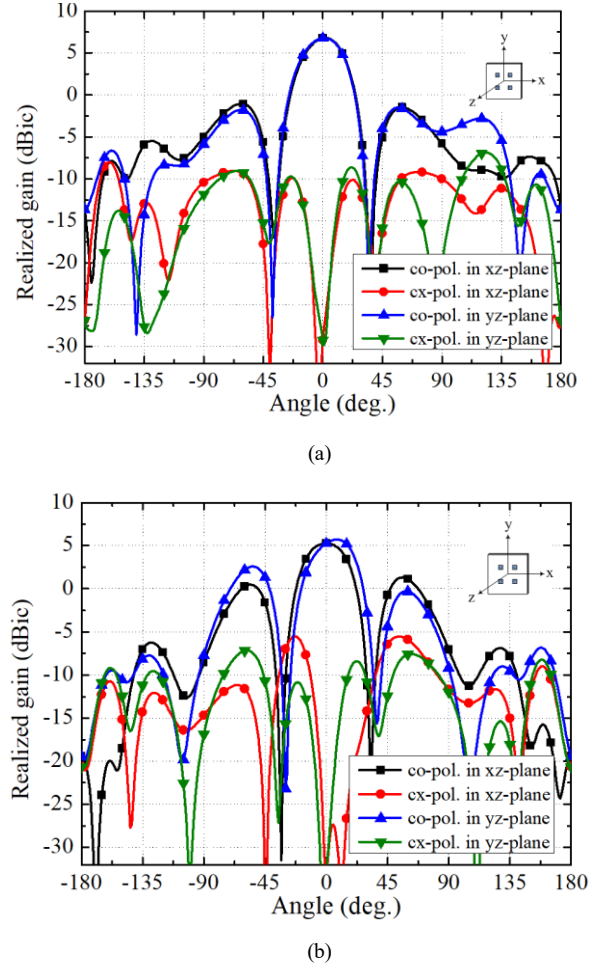 10
5
0
-5
-10
-15
-20
-25
-30
Realized gain (dBic)
y
x
z
co-pol. in xz-plane
cx-pol. in xz-plane
co-pol. in yz-plane
cx-pol. in yz-plane
-180 -135 -90 -45 0 45 90 135 180
Angle (deg.)
(a)
10
5
0
-5
-10
-15
-20
-25
-30
Realized gain (dBic)
y
x
z
co-pol. in xz-plane
cx-pol. in xz-plane
co-pol. in yz-plane
cx-pol. in yz-plane
-180 -135 -90 -45 0 45 90 135 180
Angle (deg.)
(b)